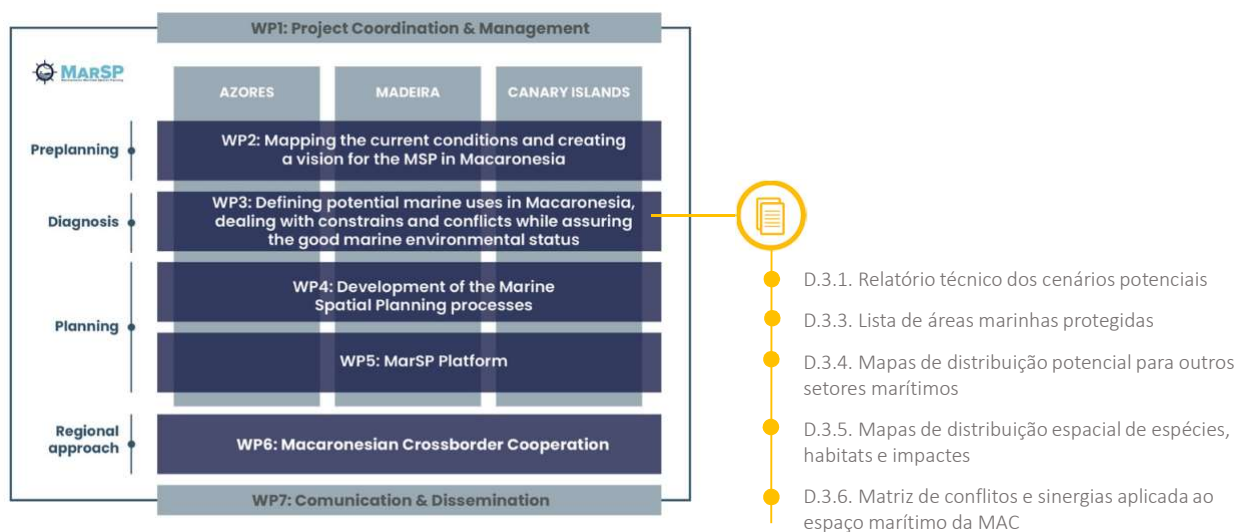 WP1: Project Coordination & Management
MarSP
AZORES
MADEIRA
CANARY ISLANDS
Preplanning
WP2: Mapping the current conditions and creating
a vision for the MSP in Macaronesia
Diagnosis
WP3: Defining potential marine uses in Macaronesia,
dealing with constrains and conflicts while assuring
the good marine environmental status
Planning
WP4: Development of the Marine
Spatial Planning processes
WP5: MarSP Platform
Regional
approach
WP6: Macaronesian Crossborder Cooperation
WP7: Comunication & Dissemination
D.3.1. Relatório técnico dos cenários potenciais
D.3.3. Lista de áreas marinhas protegidas
D.3.4. Mapas de distribuição potencial para outros
setores marítimos
D.3.5. Mapas de distribuição espacial de espécies,
habitats e impactes
D.3.6. Matriz de conflitos e sinergias aplicada ao
espaço marítimo da MAC